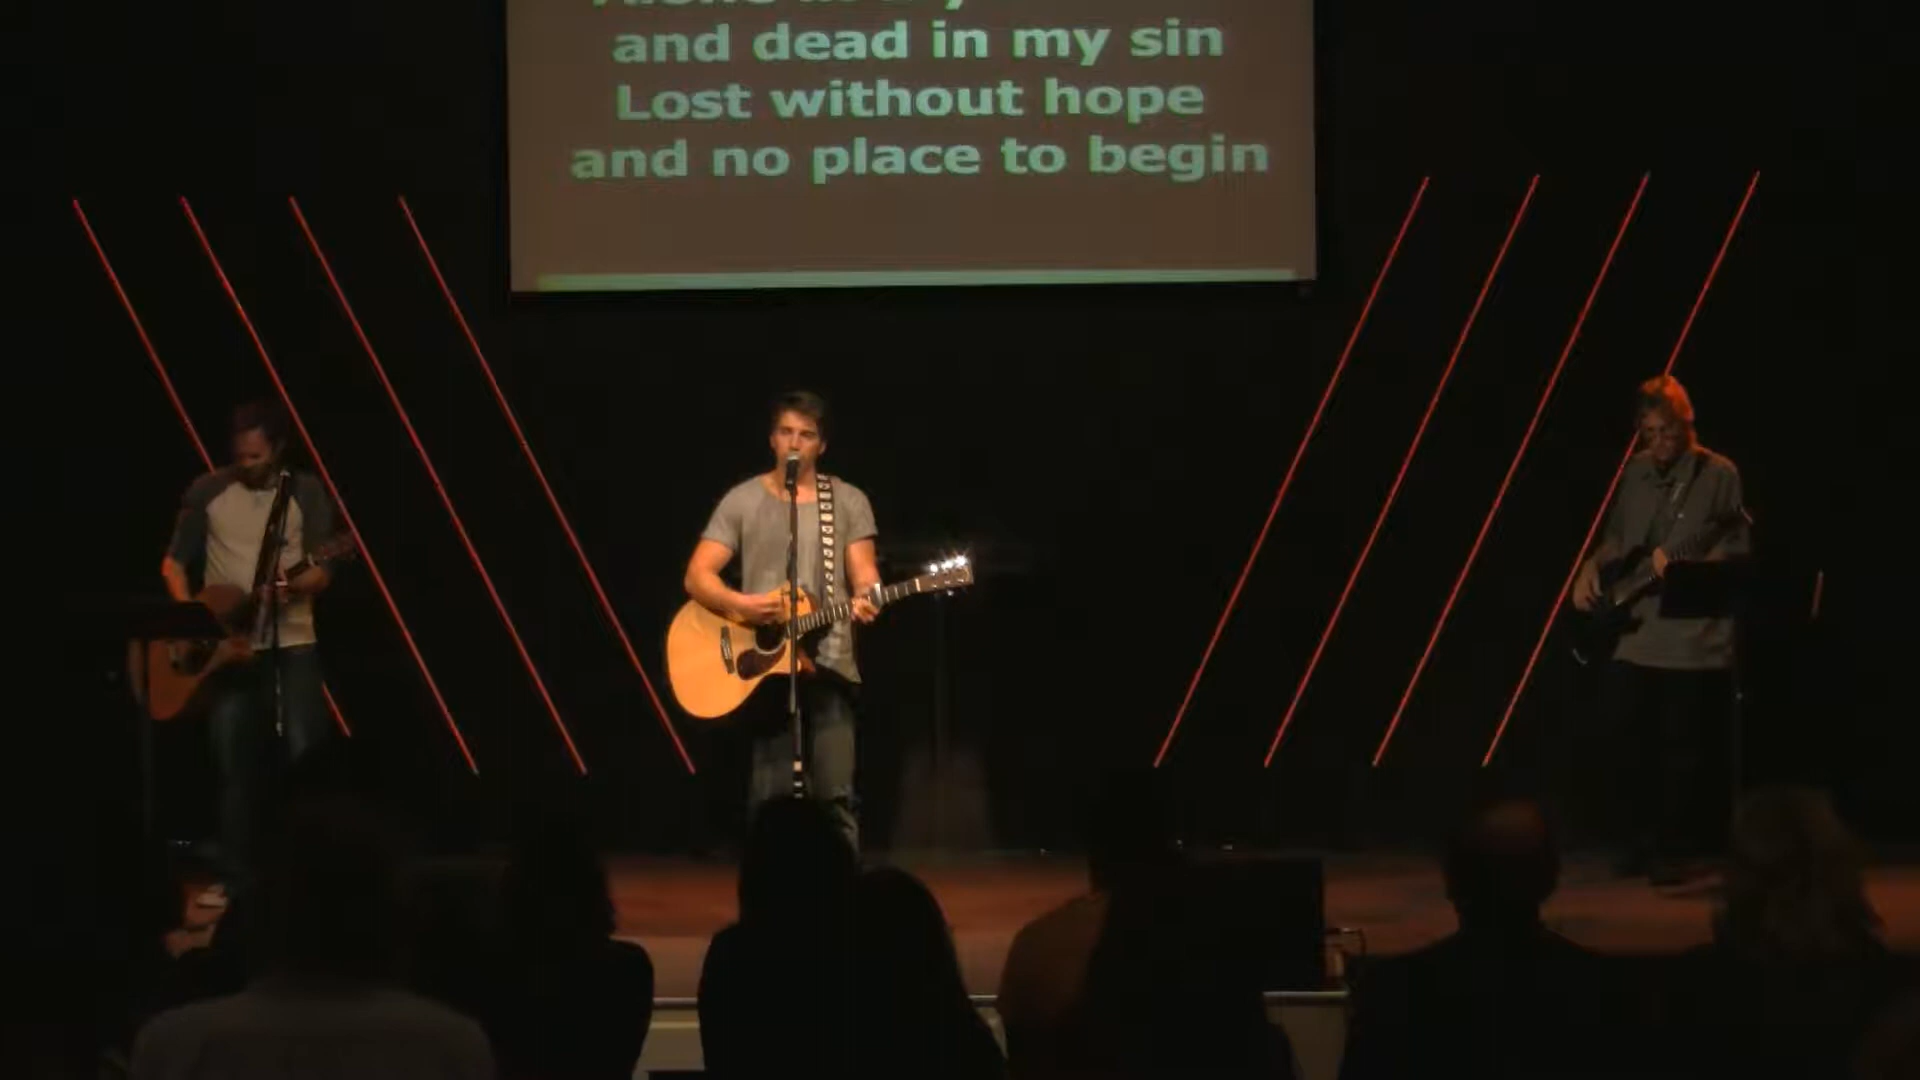 and dead in my sin
Lost without hope
and no place to begin